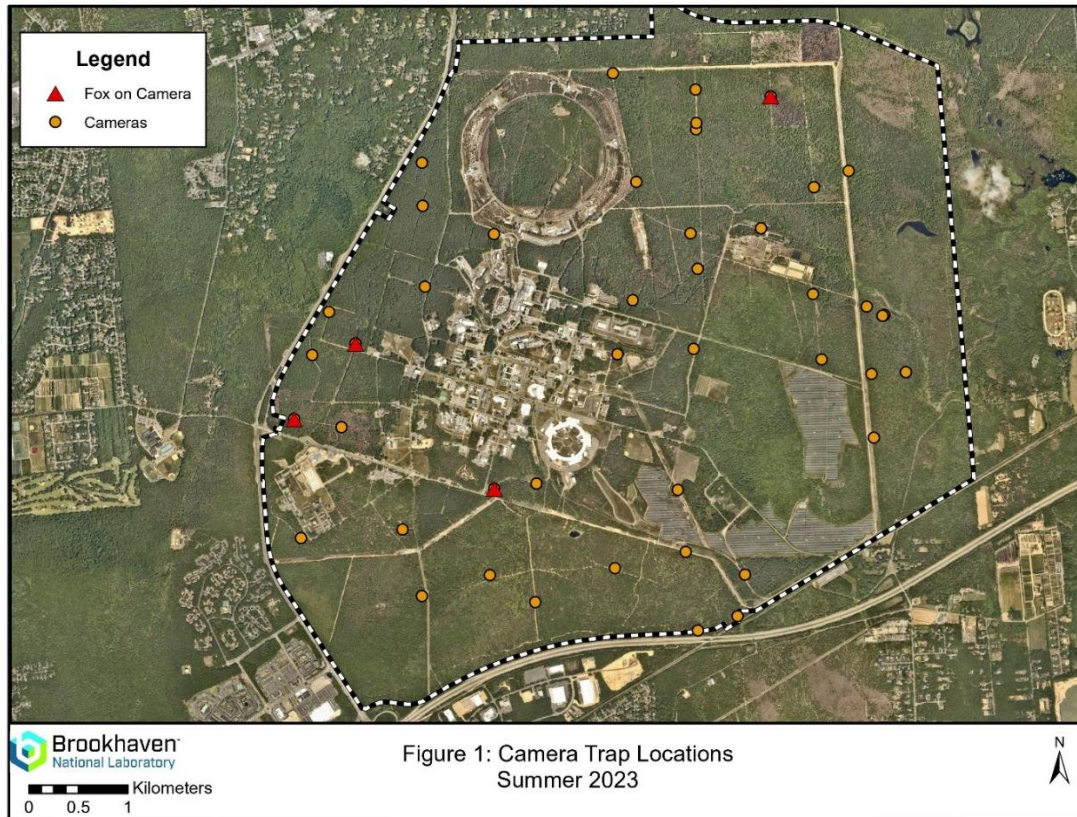 Legend
Fox on Camera
Cameras
Brookhaven™
National Laboratory
Kilometers
0 0.5 1
Figure 1: Camera Trap Locations
Summer 2023
N